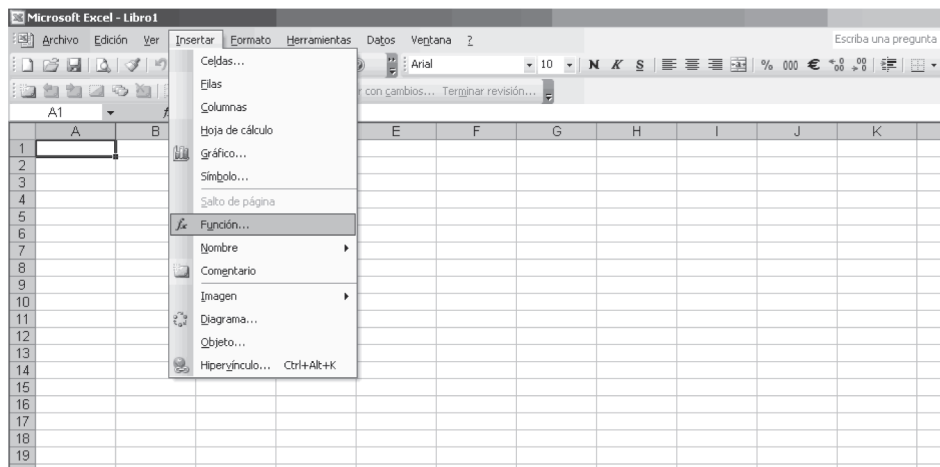 Microsoft Excel - Libro1
Archivo Edición Ver Insertar Formato Herramientas Datos Ventana ? Escriba una pregunta
Arial 10 N K S % 000 €
con cambios... Terminar revisión...
A1
A B E F G H I J K
Celdas...
Filas
Columnas
Hoja de cálculo
Gráfico...
Símbolo...
Salto de página
fx Función...
Nombre
Comentario
Imagen
Diagrama...
Objeto...
Hipervínculo... Ctrl+Alt+K
1
2
3
4
5
6
7
8
9
10
11
12
13
14
15
16
17
18
19